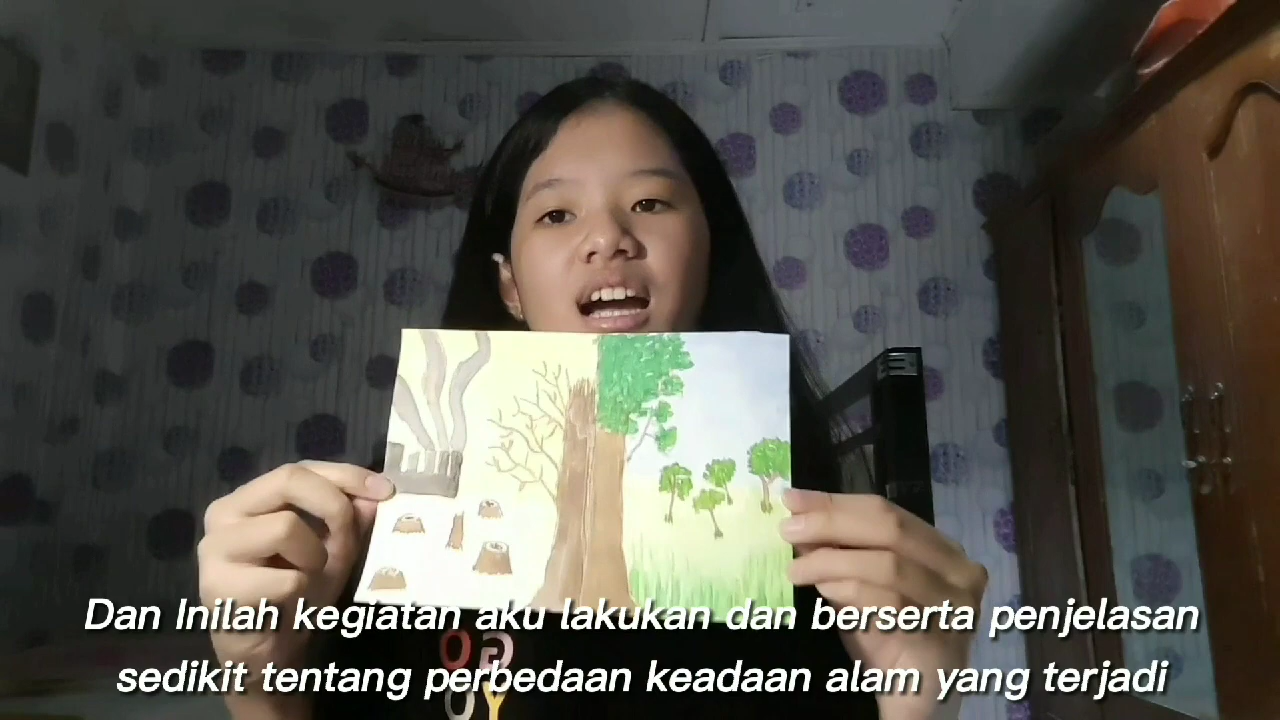 Dan Inilah kegiatan aku lakukan dan berserta penjelasan
sedikit tentang perbedaan keadaan alam yang terjadi